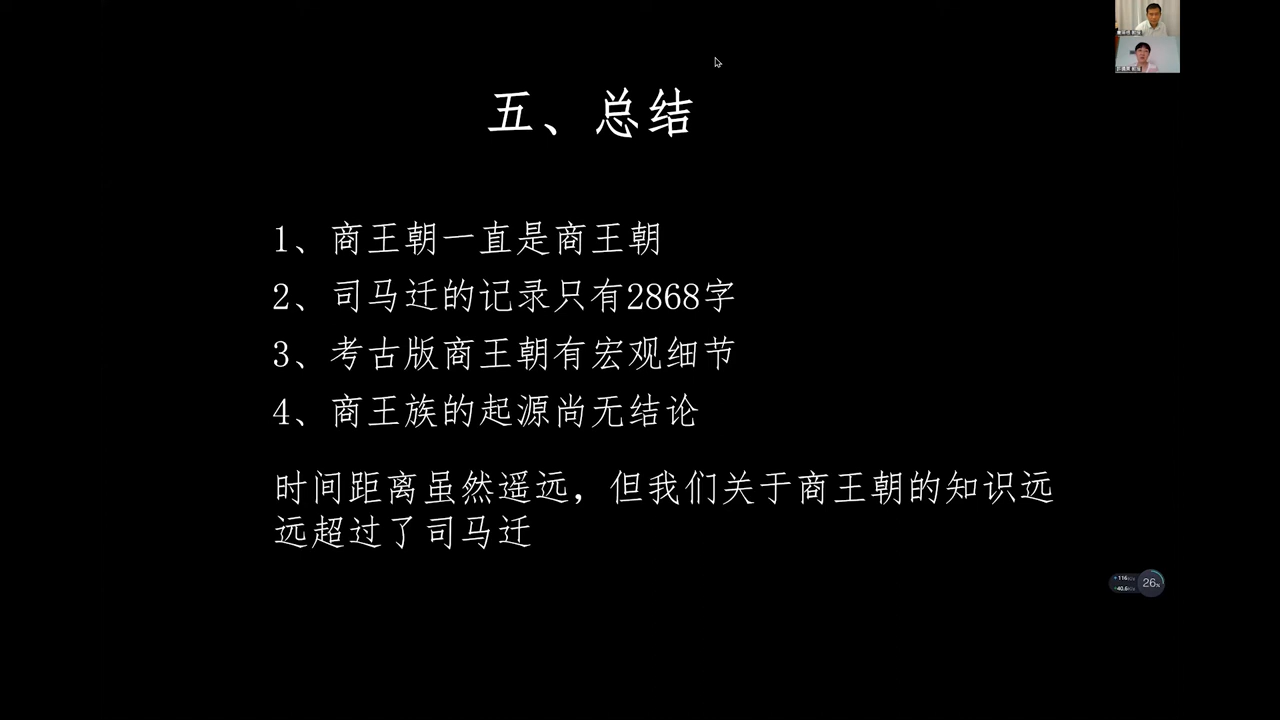 五、总结
1、商王朝一直是商王朝
2、司马迁的记录只有2868字
3、考古版商王朝有宏观细节
4、商王族的起源尚无结论
时间距离虽然遥远，但我们关于商王朝的知识远
远超过了司马迁
26%